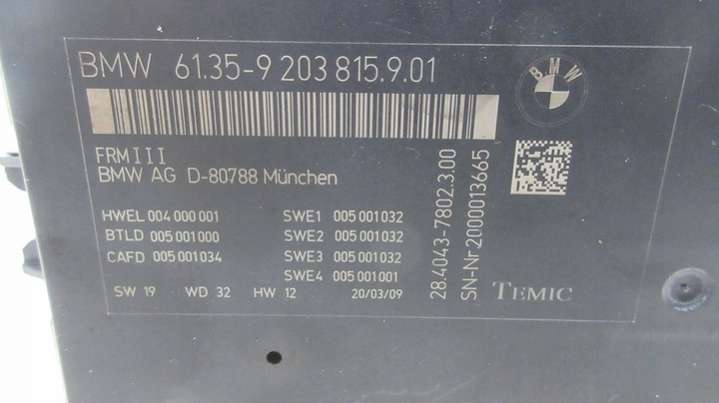 BMW 61.35-9 203 815.9.01
BMW
FRMIII
BMW AG D-80788 München
HWEL 004 000 001
BTLD 005 001 000
CAFD 005 001 034
SWE1 005 001 032
SWE2 005 001 032
SWE3 005 001 032
SWE4 005 001 001
SW 19 WD 32 HW 12 20/03/09
28.4043-7802.3.00
SN-Nr2000013665
TEMIC